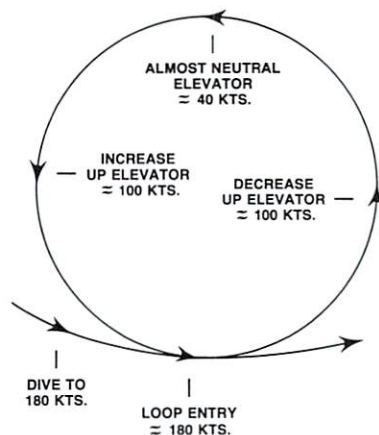 ALMOST NEUTRAL
ELEVATOR
≈ 40 KTS.
INCREASE
UP ELEVATOR
≈ 100 KTS.
DECREASE
UP ELEVATOR
≈ 100 KTS.
DIVE TO
180 KTS.
LOOP ENTRY
≈ 180 KTS.